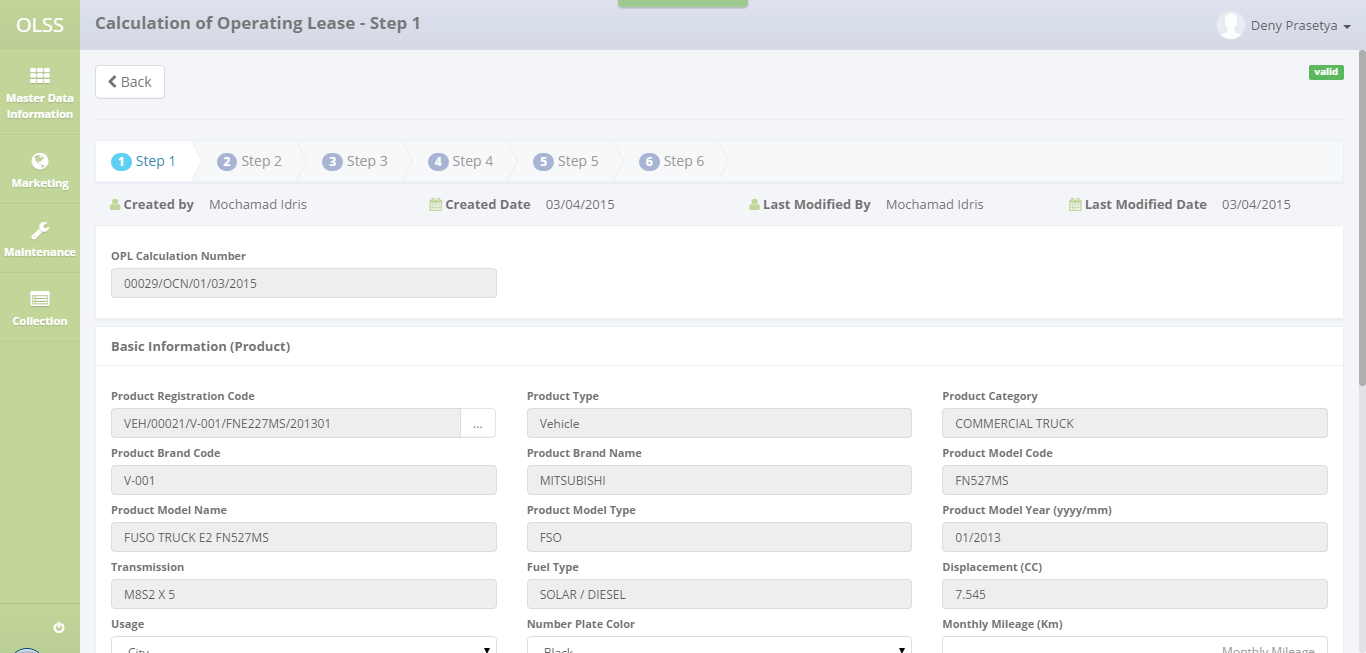 OLSS
Calculation of Operating Lease - Step 1
Deny Prasetya
Master Data
Information
Marketing
Maintenance
Collection
Back
valid
1 Step 1 2 Step 2 3 Step 3 4 Step 4 5 Step 5 6 Step 6
Created by Mochamad Idris Created Date 03/04/2015 Last Modified By Mochamad Idris Last Modified Date 03/04/2015
OPL Calculation Number
00029/OCN/01/03/2015
Basic Information (Product)
Product Registration Code Product Type Product Category
VEH/00021/V-001/FNE227MS/201301 ... Vehicle COMMERCIAL TRUCK
Product Brand Code Product Brand Name Product Model Code
V-001 MITSUBISHI FN527MS
Product Model Name Product Model Type Product Model Year (yyyy/mm)
FUSO TRUCK E2 FN527MS FSO 01/2013
Transmission Fuel Type Displacement (CC)
M8S2 X 5 SOLAR / DIESEL 7.545
Usage Number Plate Color Monthly Mileage (Km)
City Black Monthly Mileage